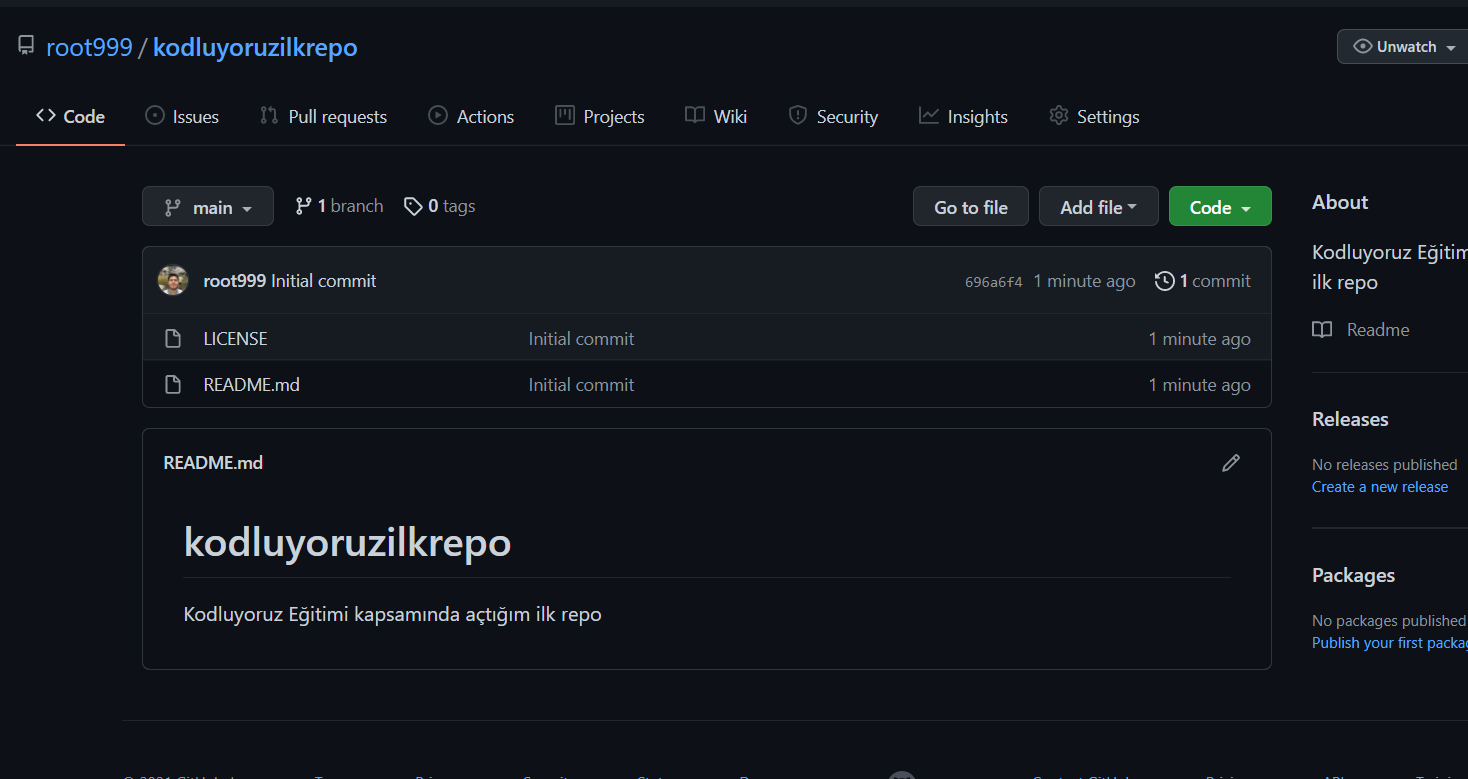 root999 / kodluyoruzilkrepo
Unwatch
Code Issues Pull requests Actions Projects Wiki Security Insights Settings
main 1 branch 0 tags Go to file Add file Code
root999 Initial commit 696a6f4 1 minute ago 1 commit
LICENSE Initial commit 1 minute ago
README.md Initial commit 1 minute ago
README.md
kodluyoruzilkrepo
Kodluyoruz Eğitimi kapsamında açtığım ilk repo
About
Kodluyoruz Eğitim
ilk repo
Readme
Releases
No releases published
Create a new release
Packages
No packages published
Publish your first packag